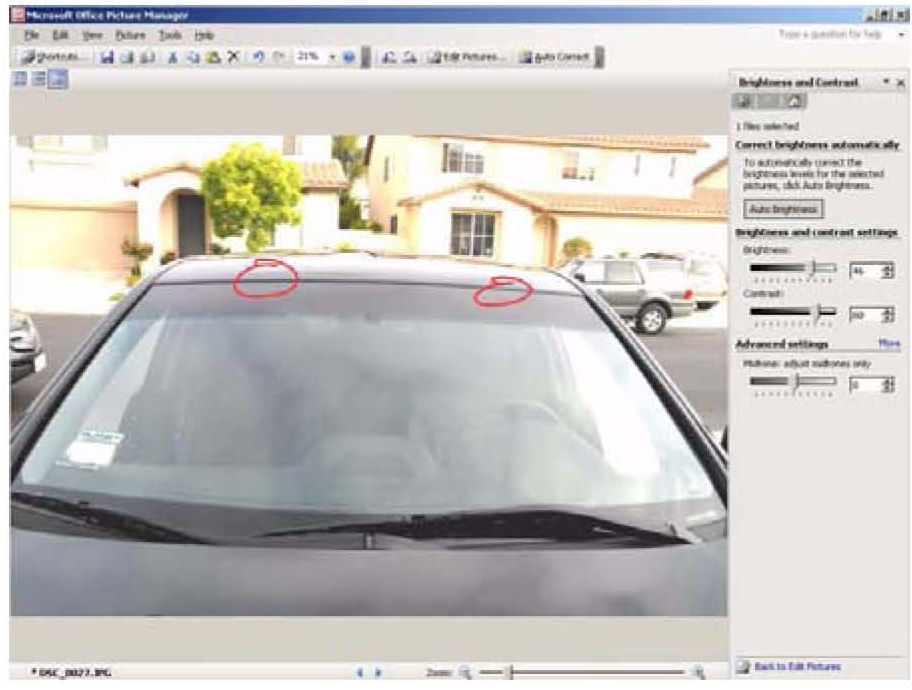 Microsoft Office Picture Manager
File Edit View Picture Tools Help
Type a question for help
Shortcuts... 21% Edit Pictures... Auto Correct
Brightness and Contrast
1 files selected
Correct brightness automatically
To automatically correct the
brightness levels for the selected
pictures, click Auto Brightness.
Auto Brightness
Brightness and contrast settings
Brightness:
46
Contrast:
Advanced settings More
Midtone: adjust midtones only
0
Back to Edit Pictures
* DSC_0027.JPG Zoom: